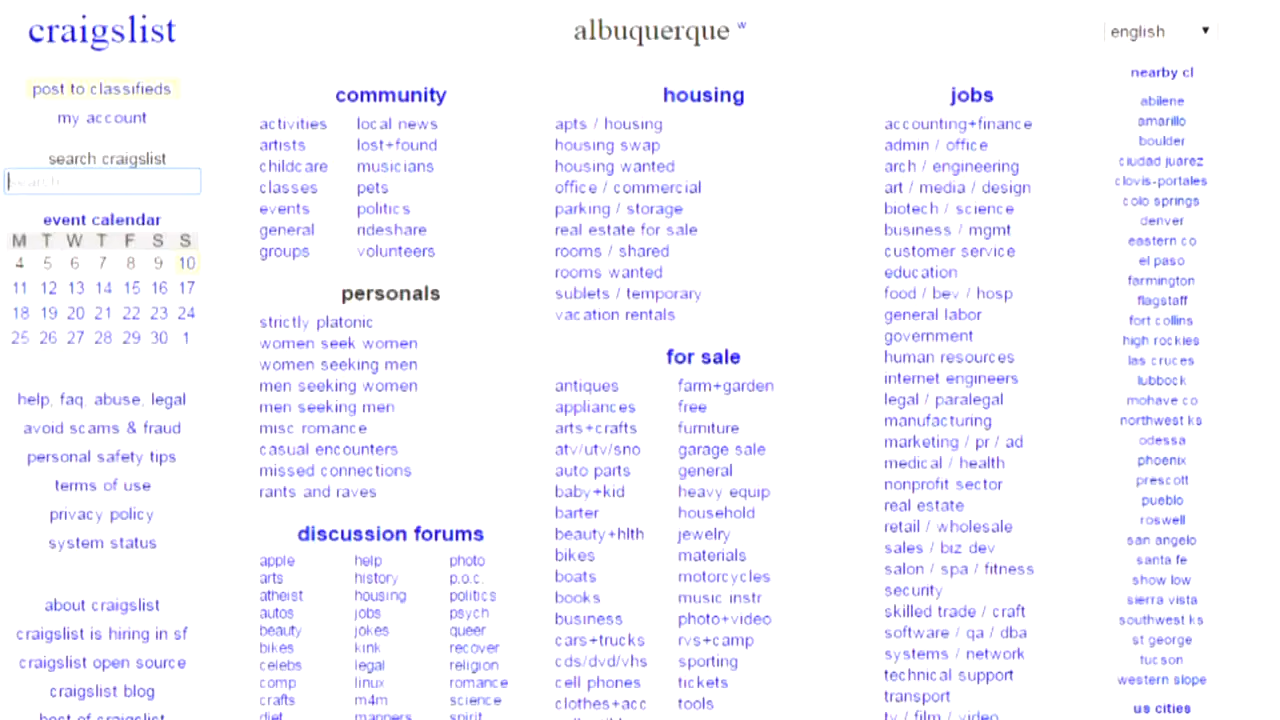 craigslist
post to classifieds
my account
search craigslist
search
event calendar
M T W T F S S
4 5 6 7 8 9 10
11 12 13 14 15 16 17
18 19 20 21 22 23 24
25 26 27 28 29 30 1
help, faq, abuse, legal
avoid scams & fraud
personal safety tips
terms of use
privacy policy
system status
about craigslist
craigslist is hiring in sf
craigslist open source
craigslist blog
best of craigslist
albuquerque w
community
activities local news
artists lost+found
childcare musicians
classes pets
events politics
general rideshare
groups volunteers
personals
strictly platonic
women seek women
women seeking men
men seeking women
men seeking men
misc romance
casual encounters
missed connections
rants and raves
discussion forums
apple help photo
arts history p.o.c.
atheist housing politics
autos jobs psych
beauty jokes queer
bikes kink recover
celebs legal religion
comp linux romance
crafts m4m science
diet manners spirit
housing
apts / housing
housing swap
housing wanted
office / commercial
parking / storage
real estate for sale
rooms / shared
rooms wanted
sublets / temporary
vacation rentals
for sale
antiques farm+garden
appliances free
arts+crafts furniture
atv/utv/sno garage sale
auto parts general
baby+kid heavy equip
barter household
beauty+hlth jewelry
bikes materials
boats motorcycles
books music instr
business photo+video
cars+trucks rvs+camp
cds/dvd/vhs sporting
cell phones tickets
clothes+acc tools
jobs
accounting+finance
admin / office
arch / engineering
art / media / design
biotech / science
business / mgmt
customer service
education
food / bev / hosp
general labor
government
human resources
internet engineers
legal / paralegal
manufacturing
marketing / pr / ad
medical / health
nonprofit sector
real estate
retail / wholesale
sales / biz dev
salon / spa / fitness
security
skilled trade / craft
software / qa / dba
systems / network
technical support
transport
tv / film / video
english
nearby cl
abilene
amarillo
boulder
ciudad juarez
clovis-portales
colo springs
denver
eastern co
el paso
farmington
flagstaff
fort collins
high rockies
las cruces
lubbock
mohave co
northwest ks
odessa
phoenix
prescott
pueblo
roswell
san angelo
santa fe
show low
sierra vista
southwest ks
st george
tucson
western slope
us cities